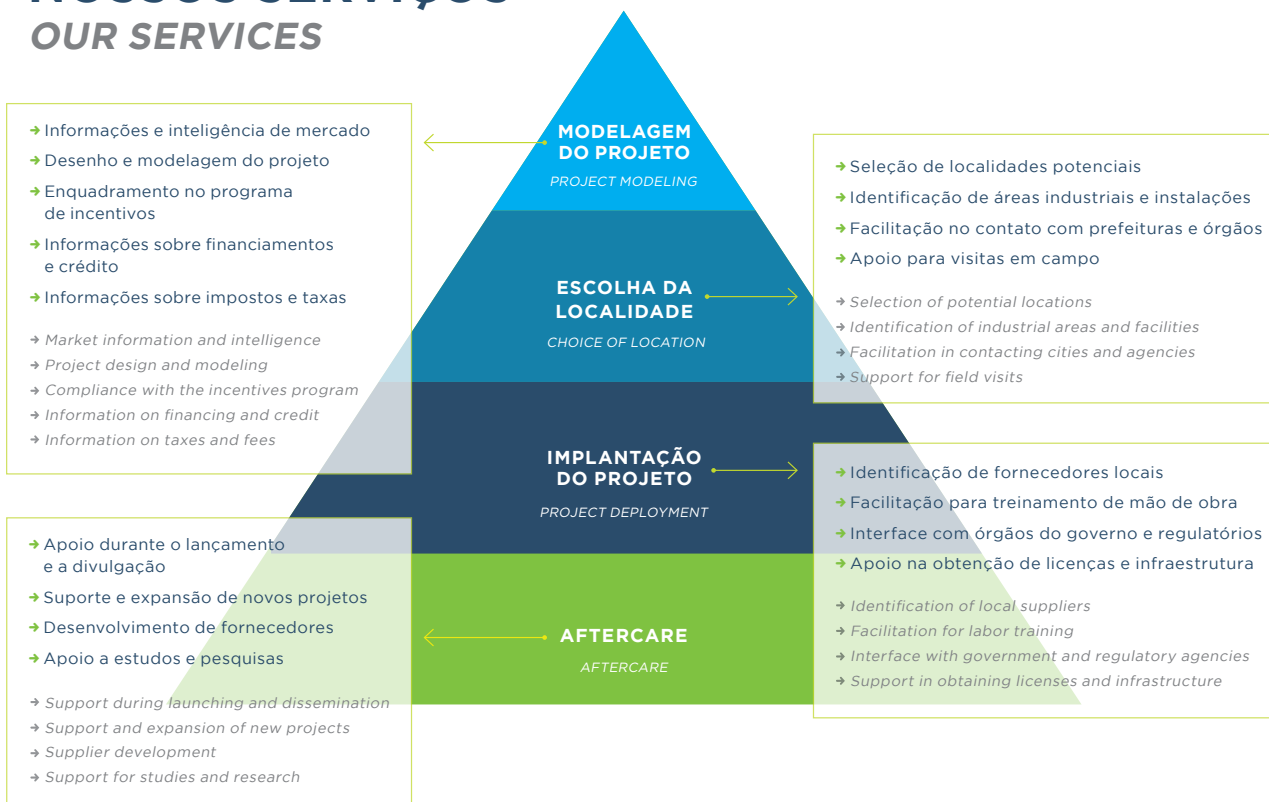 NOSSOS SERVIÇOS
OUR SERVICES
MODELAGEM
DO PROJETO
PROJECT MODELING
→ Informações e inteligência de mercado
→ Desenho e modelagem do projeto
→ Enquadramento no programa
de incentivos
→ Informações sobre financiamentos
e crédito
→ Informações sobre impostos e taxas
→ Market information and intelligence
→ Project design and modeling
→ Compliance with the incentives program
→ Information on financing and credit
→ Information on taxes and fees
ESCOLHA DA
LOCALIDADE
CHOICE OF LOCATION
→ Seleção de localidades potenciais
→ Identificação de áreas industriais e instalações
→ Facilitação no contato com prefeituras e órgãos
→ Apoio para visitas em campo
→ Selection of potential locations
→ Identification of industrial areas and facilities
→ Facilitation in contacting cities and agencies
→ Support for field visits
IMPLANTAÇÃO
DO PROJETO
PROJECT DEPLOYMENT
→ Identificação de fornecedores locais
→ Facilitação para treinamento de mão de obra
→ Interface com órgãos do governo e regulatórios
→ Apoio na obtenção de licenças e infraestrutura
→ Identification of local suppliers
→ Facilitation for labor training
→ Interface with government and regulatory agencies
→ Support in obtaining licenses and infrastructure
AFTERCARE
AFTERCARE
→ Apoio durante o lançamento
e a divulgação
→ Suporte e expansão de novos projetos
→ Desenvolvimento de fornecedores
→ Apoio a estudos e pesquisas
→ Support during launching and dissemination
→ Support and expansion of new projects
→ Supplier development
→ Support for studies and research